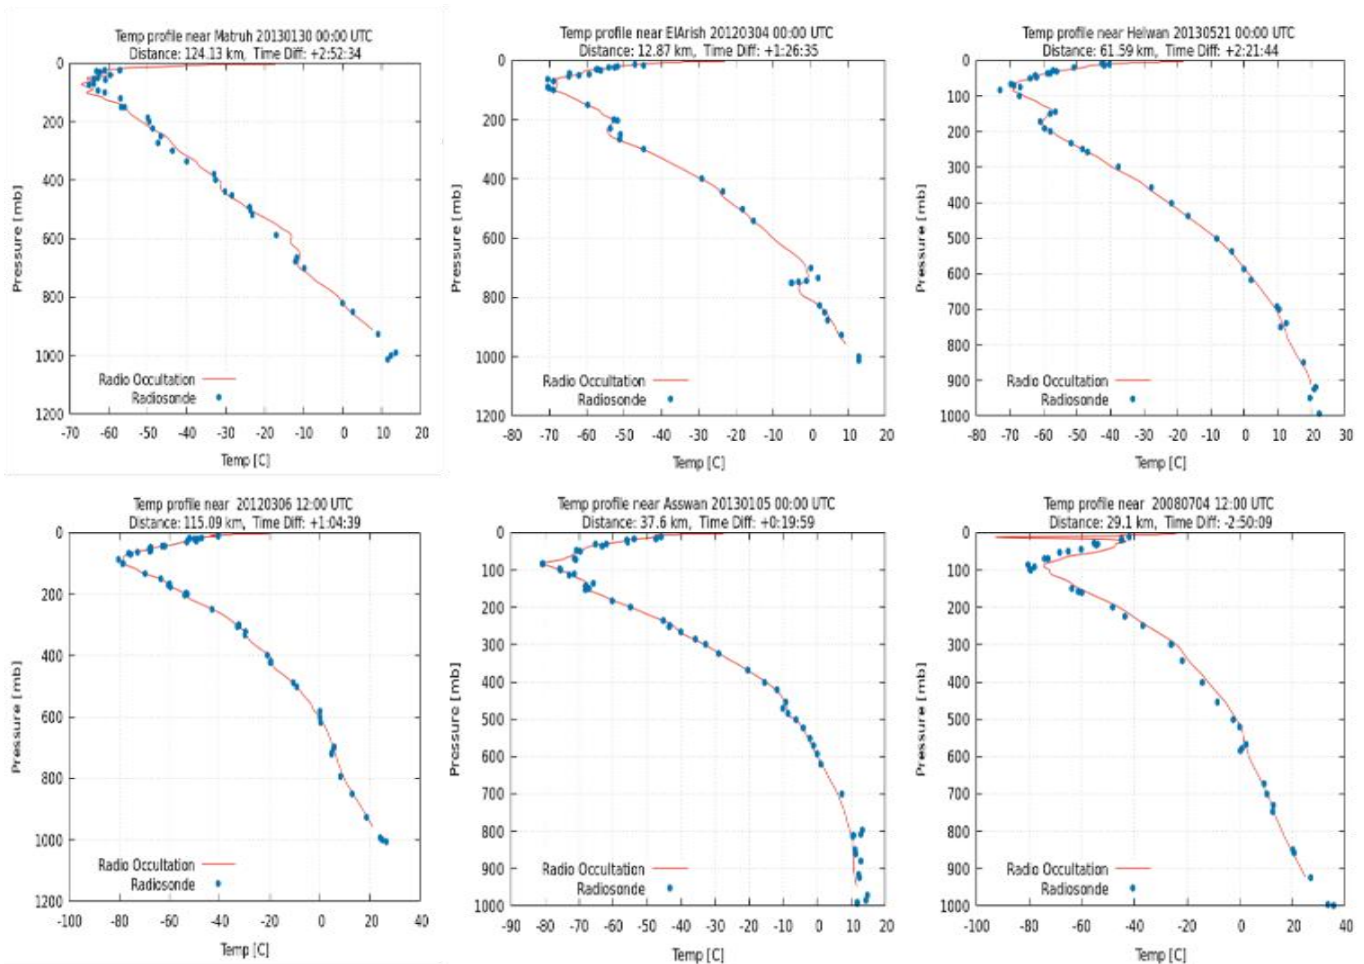 Temp profile near Matruh 20130130 00:00 UTC
Distance: 124.13 km, Time Diff: +2:52:34
0
200
400
600
800
1000
1200
Pressure [mb]
Radio Occultation
Radiosonde
-70 -60 -50 -40 -30 -20 -10 0 10 20
Temp [C]
Temp profile near ElArish 20120304 00:00 UTC
Distance: 12.87 km, Time Diff: +1:26:35
0
200
400
600
800
1000
1200
Pressure [mb]
Radio Occultation
Radiosonde
-80 -70 -60 -50 -40 -30 -20 -10 0 10 20
Temp [C]
Temp profile near Helwan 20130521 00:00 UTC
Distance: 61.59 km, Time Diff: +2:21:44
0
100
200
300
400
500
600
700
800
900
1000
Pressure [mb]
Radio Occultation
Radiosonde
-80 -70 -60 -50 -40 -30 -20 -10 0 10 20 30
Temp [C]
Temp profile near 20120306 12:00 UTC
Distance: 115.09 km, Time Diff: +1:04:39
0
200
400
600
800
1000
1200
Pressure [mb]
Radio Occultation
Radiosonde
-100 -80 -60 -40 -20 0 20 40
Temp [C]
Temp profile near Asswan 20130105 00:00 UTC
Distance: 37.6 km, Time Diff: +0:19:59
0
100
200
300
400
500
600
700
800
900
1000
Pressure [mb]
Radio Occultation
Radiosonde
-90 -80 -70 -60 -50 -40 -30 -20 -10 0 10 20
Temp [C]
Temp profile near 20080704 12:00 UTC
Distance: 29.1 km, Time Diff: -2:50:09
0
100
200
300
400
500
600
700
800
900
1000
Pressure [mb]
Radio Occultation
Radiosonde
-100 -80 -60 -40 -20 0 20 40
Temp [C]